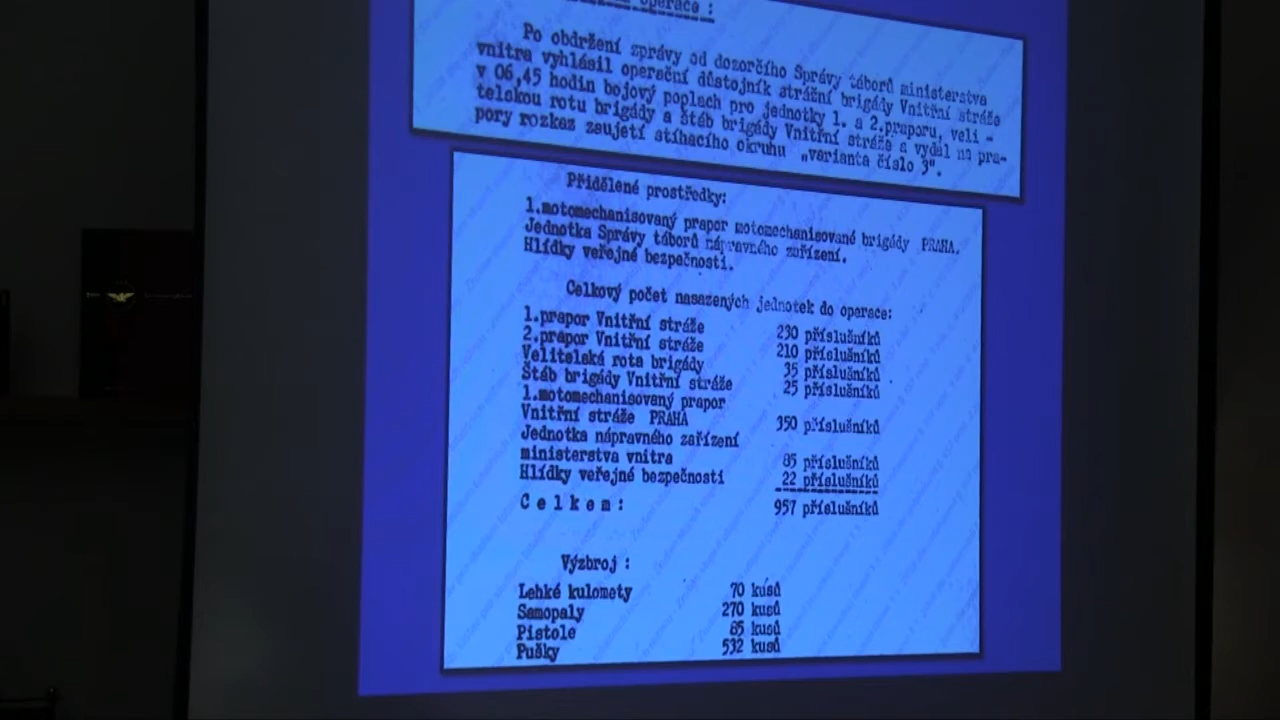 operace :
Po obdržení zprávy od dozorčího Správy táborů ministerstva
vnitra vyhlásil operační důstojník strážní brigády Vnitřní stráže
v 06,45 hodin bojový poplach pro jednotky 1. a 2.praporu, veli -
telskou rotu brigády a štáb brigády Vnitřní stráže a vydal na pra-
pory rozkaz zaujetí stíhacího okruhu „varianta číslo 3".
Přidělené prostředky:
1.motomechanisovaný prapor motomechanisované brigády PRAHA.
Jednotka Správy táborů nápravného zařízení.
Hlídky veřejné bezpečnosti.
Celkový počet nasazených jednotek do operace:
1.prapor Vnitřní stráže 230 příslušníků
2.prapor Vnitřní stráže 210 příslušníků
Velitelská rota brigády 35 příslušníků
Štáb brigády Vnitřní stráže 25 příslušníků
1.motomechanisovaný prapor
Vnitřní stráže PRAHA 350 příslušníků
Jednotka nápravného zařízení
ministerstva vnitra 85 příslušníků
Hlídky veřejné bezpečnosti 22 příslušníků
C e l k e m : 957 příslušníků
Výzbroj :
Lehké kulomety 70 kusů
Samopaly 270 kusů
Pistole 85 kusů
Pušky 532 kusů